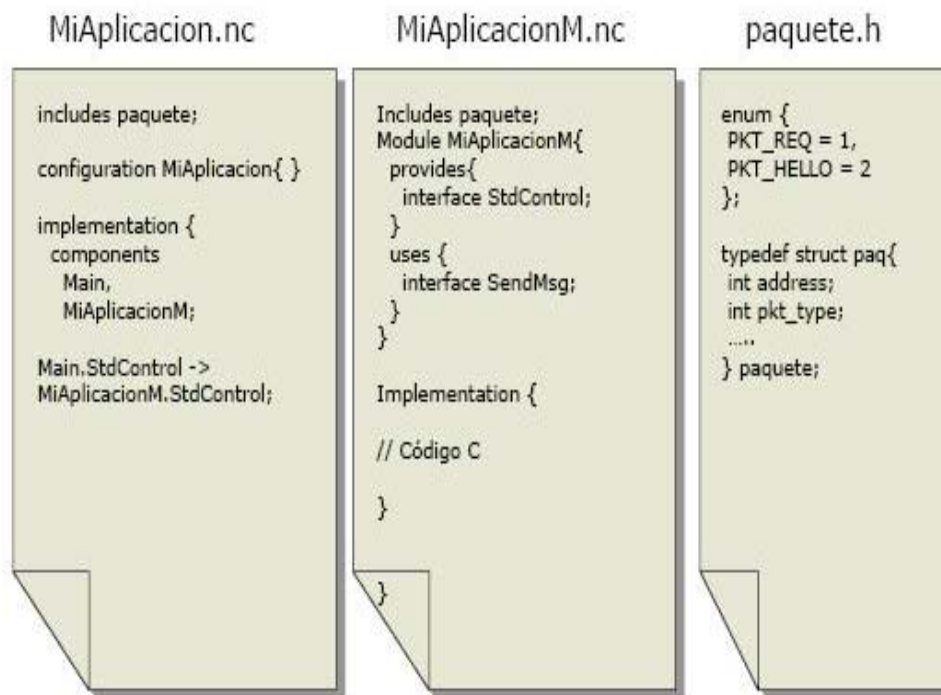 MiAplicacion.nc
includes paquete;
configuration MiAplicacion{ }
implementation {
components
Main,
MiAplicacionM;
Main.StdControl ->
MiAplicacionM.StdControl;
MiAplicacionM.nc
Includes paquete;
Module MiAplicacionM{
provides{
interface StdControl;
}
uses {
interface SendMsg;
}
}
Implementation {
// Código C
}
}
paquete.h
enum {
PKT_REQ = 1,
PKT_HELLO = 2
};
typedef struct paq{
int address;
int pkt_type;
.....
} paquete;